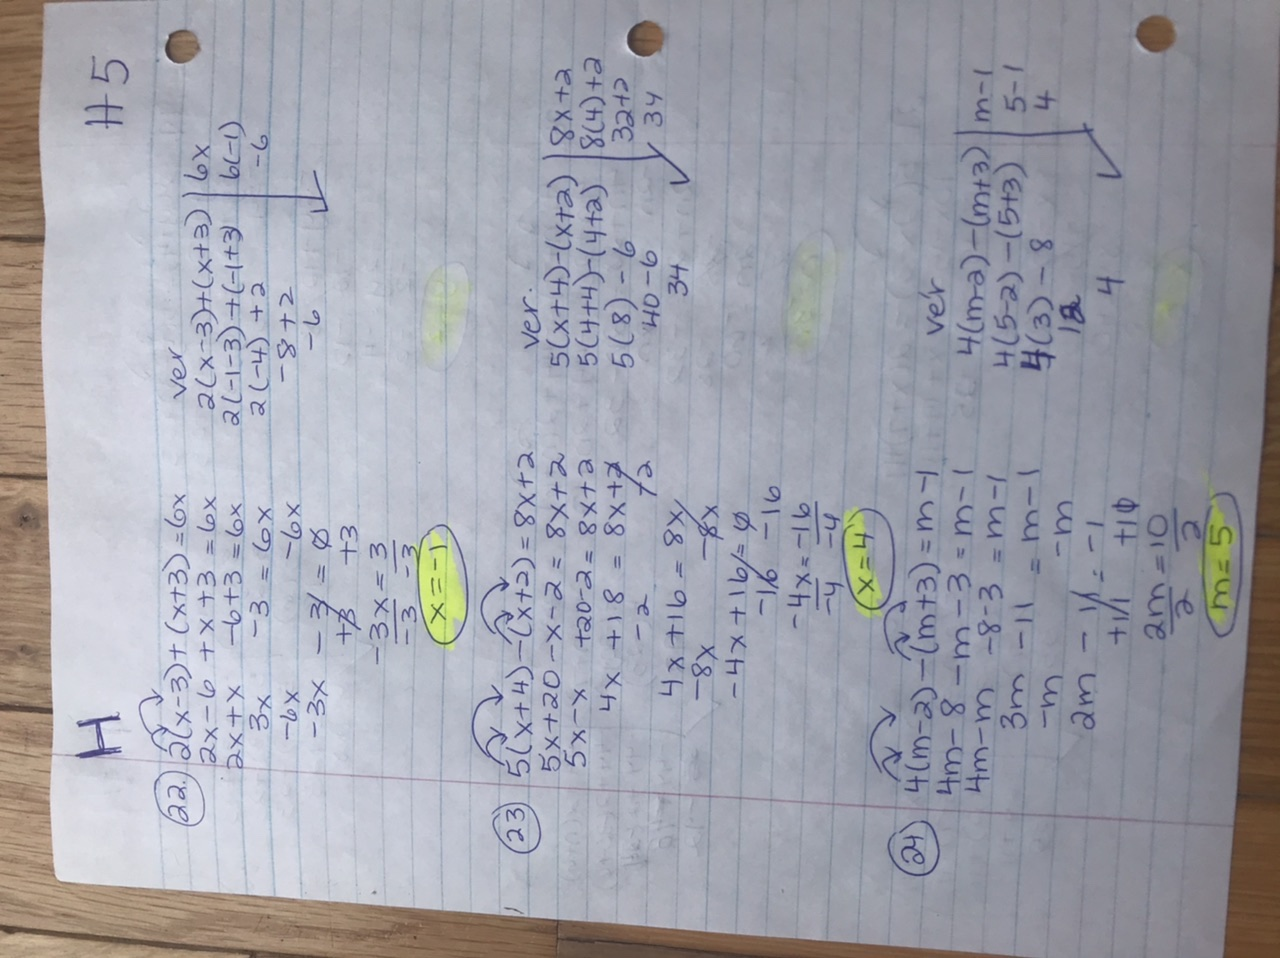 H #5
22. 2(x-3)+(x+3)=6x
2x-6+x+3=6x
2x+x -6+3=6x
3x -3=6x
-6x -6x
-3x -3=0
+3 +3
-3x=3
-3 -3
x=-1
ver
2(x-3)+(x+3) | 6x
2(-1-3)+(-1+3) | 6(-1)
2(-4)+2 | -6
-8+2
-6
23 5(x+4)-(x+2)=8x+2
5x+20-x-2=8x+2
5x-x +20-2=8x+2
4x+18=8x+2
-2 -2
4x+16=8x
-8x -8x
-4x+16=0
-16 -16
-4x=-16
-4 -4
x=4
ver.
5(x+4)-(x+2) | 8x+2
5(4+4)-(4+2) | 8(4)+2
5(8)-6 | 32+2
40-6 | 34
34
24 4(m-2)-(m+3)=m-1
4m-8-m-3=m-1
4m-m -8-3=m-1
3m -11 = m-1
-m -m
2m -11=-1
+11 +11
2m=10
2 2
m=5
ver
4(m-2)-(m+3) | m-1
4(5-2)-(5+3) | 5-1
4(3)-8 | 4
12
4